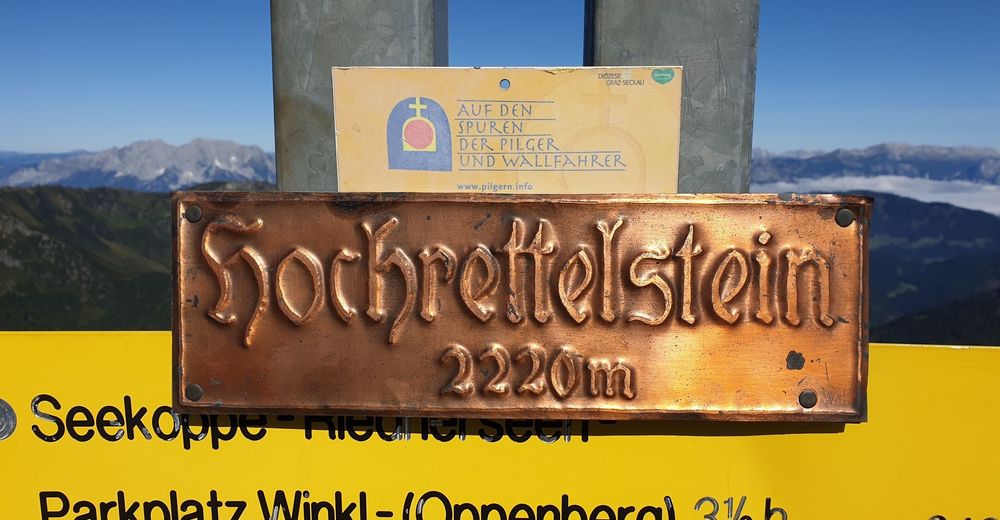 DIÖZESE
GRAZ-SECKAU
AUF DEN
SPUREN
DER PILGER
UND WALLFAHRER
www.pilgern.info
Hochrettelstein
2220m
Seekoppe - Riednerseen-
Parkplatz Winkl - (Oppenberg) 3½ h